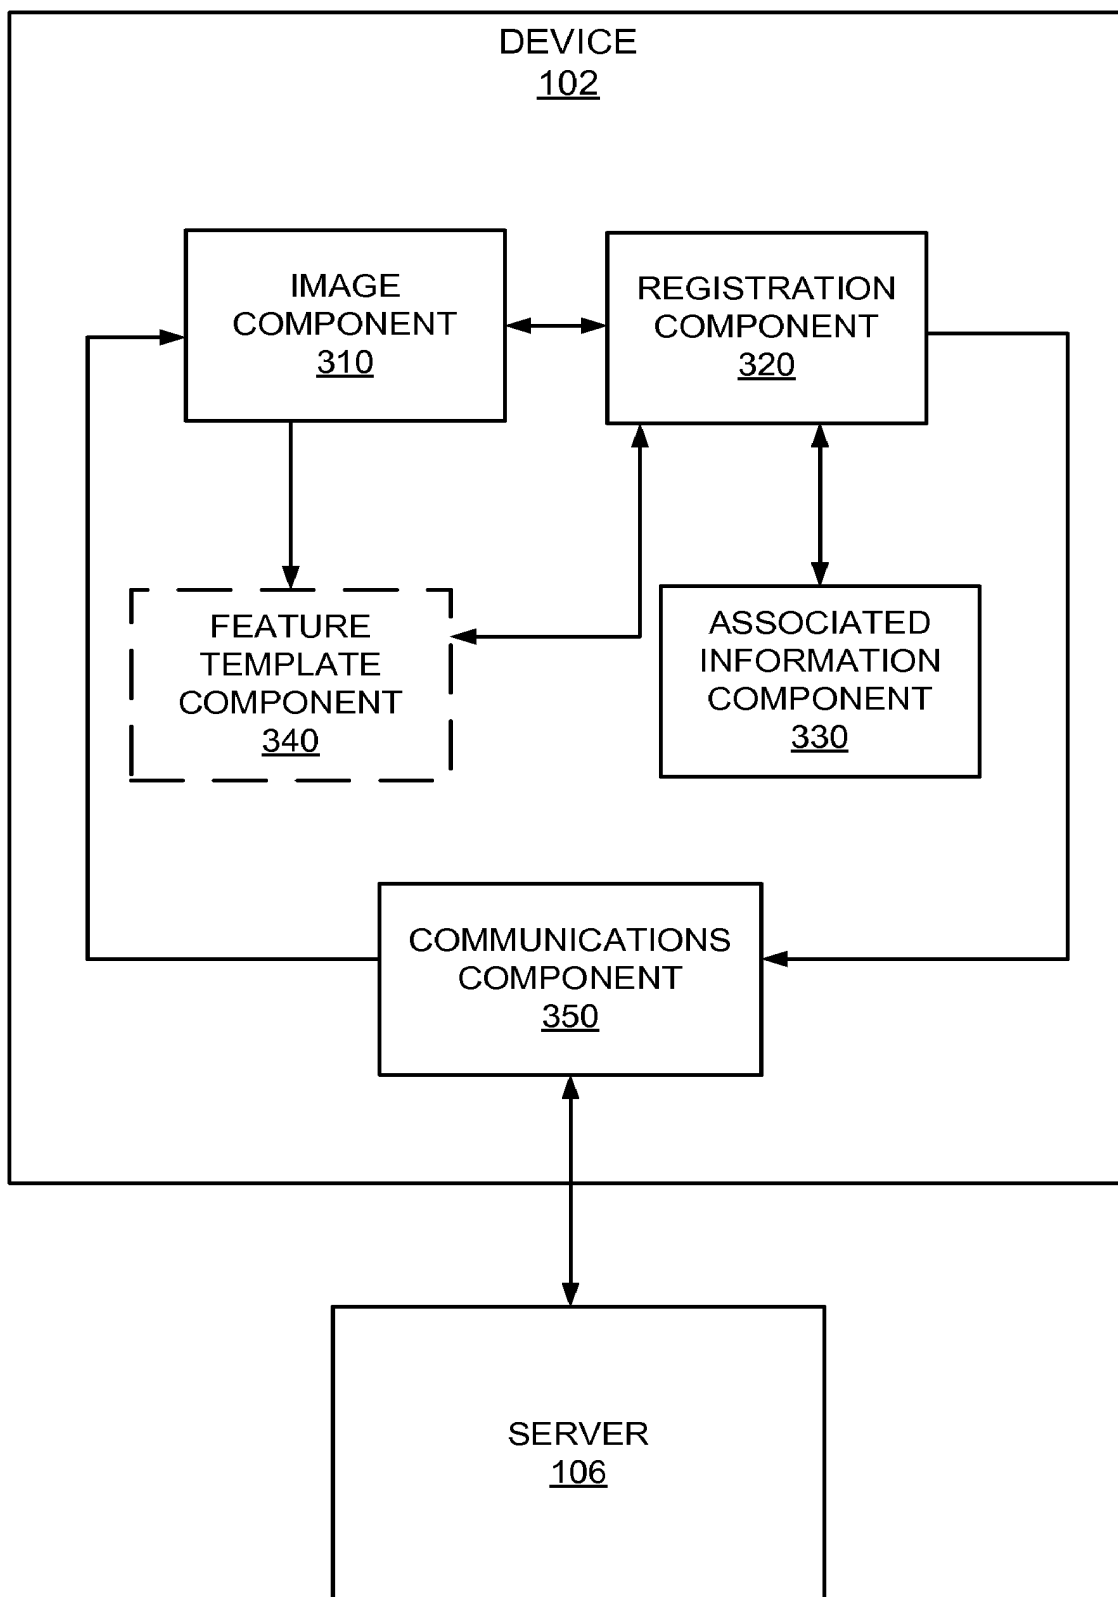 DEVICE
102
IMAGE
COMPONENT
310
REGISTRATION
COMPONENT
320
FEATURE
TEMPLATE
COMPONENT
340
ASSOCIATED
INFORMATION
COMPONENT
330
COMMUNICATIONS
COMPONENT
350
SERVER
106